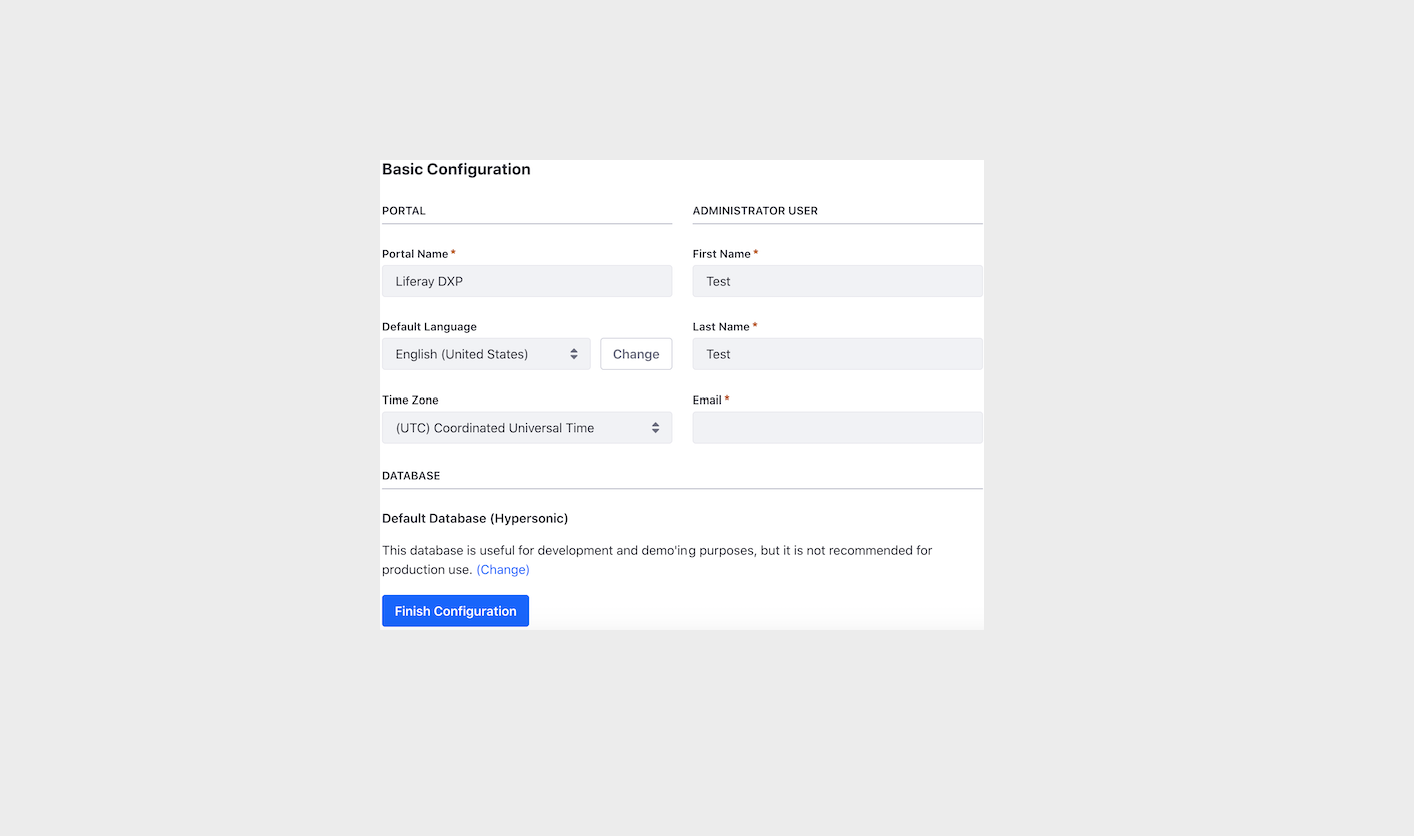 Basic Configuration
PORTAL
Portal Name *
Liferay DXP
Default Language
English (United States)
Change
Time Zone
(UTC) Coordinated Universal Time
ADMINISTRATOR USER
First Name *
Test
Last Name *
Test
Email *
DATABASE
Default Database (Hypersonic)
This database is useful for development and demo'ing purposes, but it is not recommended for
production use. (Change)
Finish Configuration